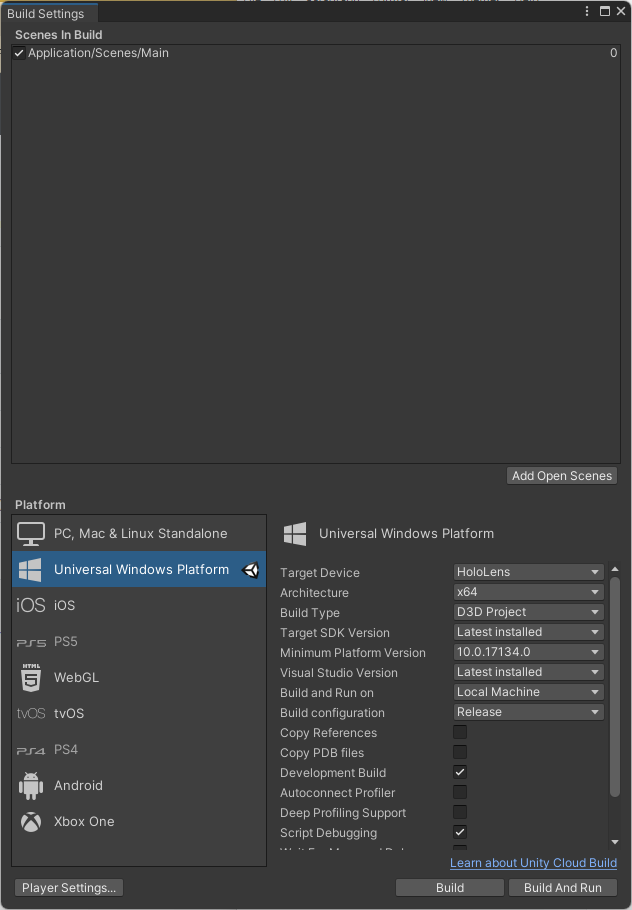 Build Settings
Scenes In Build
Application/Scenes/Main 0
Add Open Scenes
Platform
PC, Mac & Linux Standalone
Universal Windows Platform
iOS iOS
PS5 PS5
HTML 5 WebGL
tvOS tvOS
PS4 PS4
Android
Xbox One
Universal Windows Platform
Target Device HoloLens
Architecture x64
Build Type D3D Project
Target SDK Version Latest installed
Minimum Platform Version 10.0.17134.0
Visual Studio Version Latest installed
Build and Run on Local Machine
Build configuration Release
Copy References
Copy PDB files
Development Build
Autoconnect Profiler
Deep Profiling Support
Script Debugging
Learn about Unity Cloud Build
Player Settings... Build Build And Run